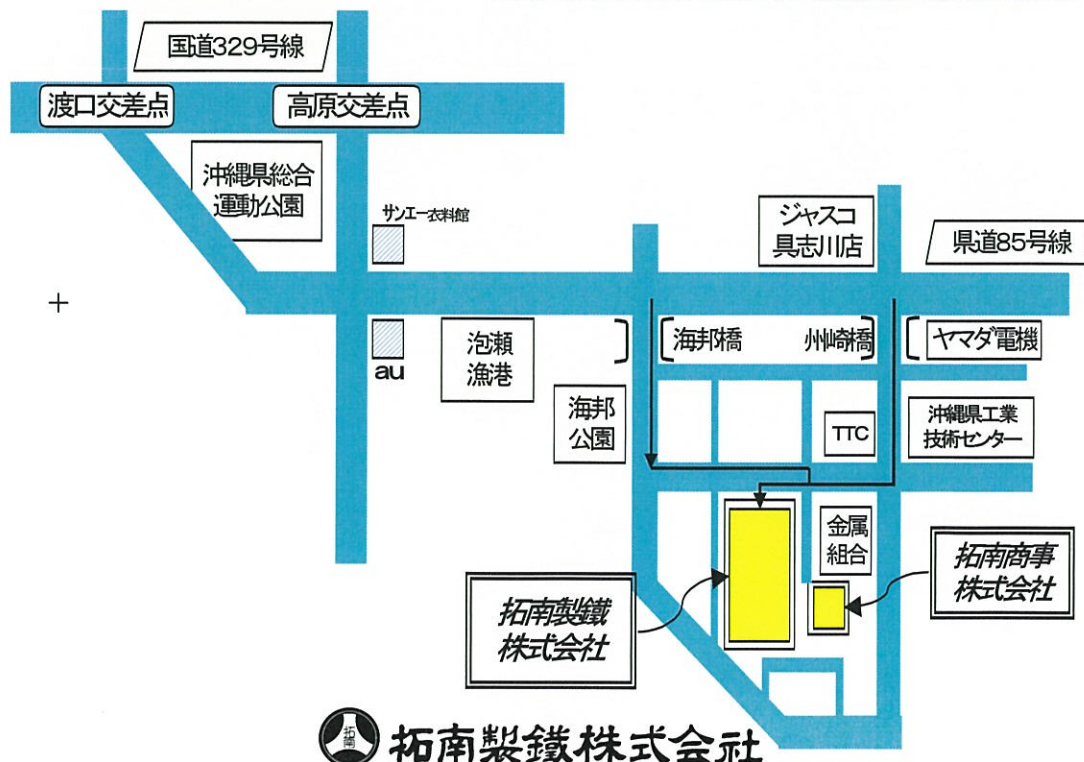 国道329号線
渡口交差点
高原交差点
沖縄県総合
運動公園
サンエー衣料館
ジャスコ
具志川店
県道85号線
泡瀬
漁港
au
海邦橋
州崎橋
ヤマダ電機
海邦
公園
TTC
沖縄県工業
技術センター
金属
組合
拓南商事
株式会社
拓南製鐵
株式会社
拓南
拓南製鐵株式会社